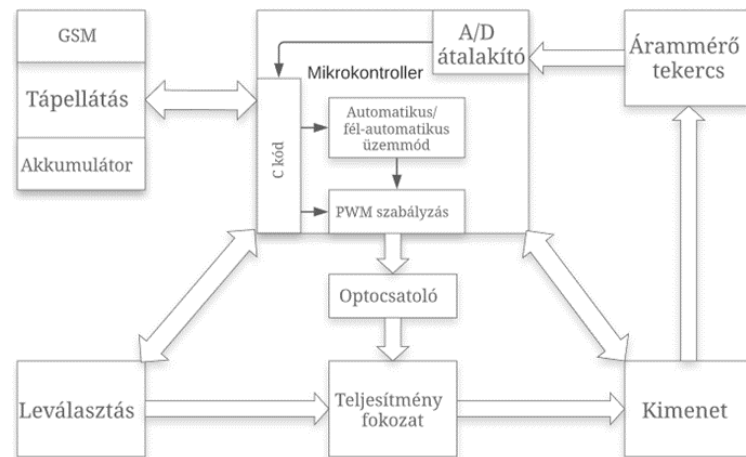 GSM
Tápellátás
Akkumulátor
Mikrokontroller
A/D
átalakító
Árammérő
tekercs
C kód
Automatikus/
fél-automatikus
üzemmód
PWM szabályzás
Optocsatoló
Leválasztás
Teljesítmény
fokozat
Kimenet